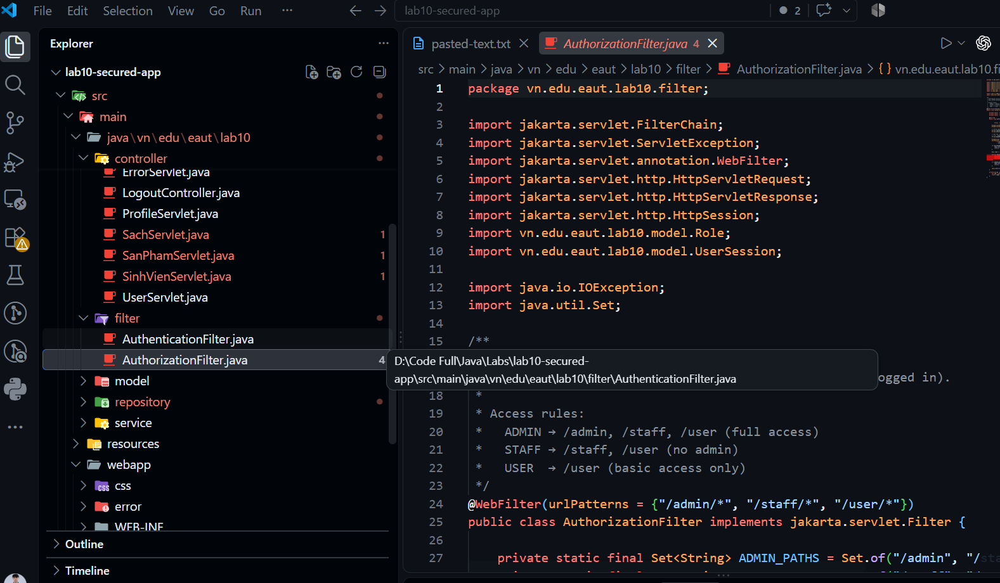 File Edit Selection View Go Run ···
lab10-secured-app
2
Explorer
lab10-secured-app
src
main
java\vn\edu\eaut\lab10
controller
ErrorServlet.java
LogoutController.java
ProfileServlet.java
SachServlet.java 1
SanPhamServlet.java 1
SinhVienServlet.java 1
UserServlet.java
filter
AuthenticationFilter.java
AuthorizationFilter.java 4
model
repository
service
resources
webapp
css
error
WEB-INF
Outline
Timeline
pasted-text.txt
AuthorizationFilter.java 4
src > main > java > vn > edu > eaut > lab10 > filter > AuthorizationFilter.java > {} vn.edu.eaut.lab10.fi
1 package vn.edu.eaut.lab10.filter;
2
3 import jakarta.servlet.FilterChain;
4 import jakarta.servlet.ServletException;
5 import jakarta.servlet.annotation.WebFilter;
6 import jakarta.servlet.http.HttpServletRequest;
7 import jakarta.servlet.http.HttpServletResponse;
8 import jakarta.servlet.http.HttpSession;
9 import vn.edu.eaut.lab10.model.Role;
10 import vn.edu.eaut.lab10.model.UserSession;
11
12 import java.io.IOException;
13 import java.util.Set;
14
15 /**
D:\Code Full\Java\Labs\lab10-secured-
app\src\main\java\vn\edu\eaut\lab10\filter\AuthenticationFilter.java
ogged in).
18 *
19 * Access rules:
20 * ADMIN → /admin, /staff, /user (full access)
21 * STAFF → /staff, /user (no admin)
22 * USER → /user (basic access only)
23 */
24 @WebFilter(urlPatterns = {"/admin/*", "/staff/*", "/user/*"})
25 public class AuthorizationFilter implements jakarta.servlet.Filter {
26
27 private static final Set<String> ADMIN_PATHS = Set.of("/admin", "/sta